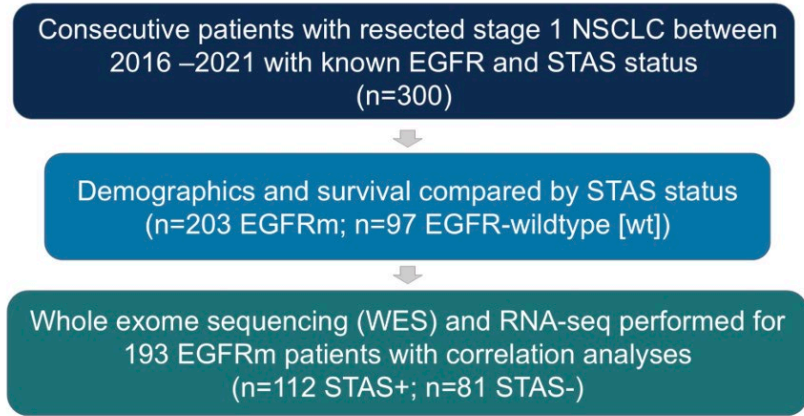 Consecutive patients with resected stage 1 NSCLC between
2016 –2021 with known EGFR and STAS status
(n=300)
Demographics and survival compared by STAS status
(n=203 EGFRm; n=97 EGFR-wildtype [wt])
Whole exome sequencing (WES) and RNA-seq performed for
193 EGFRm patients with correlation analyses
(n=112 STAS+; n=81 STAS-)